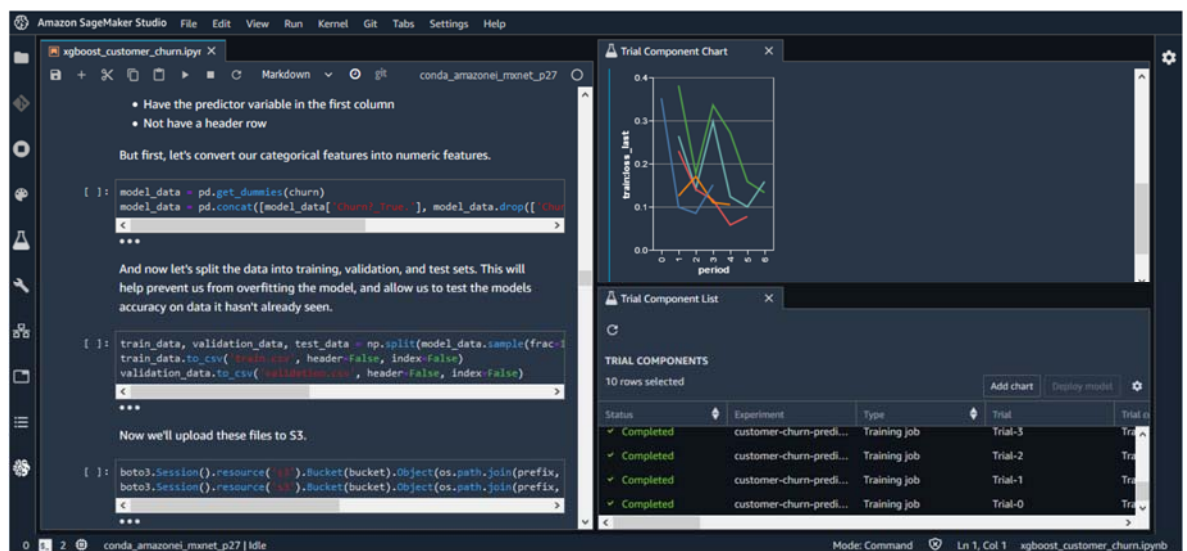 Amazon SageMaker Studio File Edit View Run Kernel Git Tabs Settings Help
xgboost_customer_churn.ipyr
Markdown git conda_amazonei_mxnet_p27
• Have the predictor variable in the first column
• Not have a header row
But first, let's convert our categorical features into numeric features.
[ ]: model_data = pd.get_dummies(churn)
model_data = pd.concat([model_data['Churn?_True.'], model_data.drop(['Chur
And now let's split the data into training, validation, and test sets. This will
help prevent us from overfitting the model, and allow us to test the models
accuracy on data it hasn't already seen.
[ ]: train_data, validation_data, test_data = np.split(model_data.sample(frac=1
train_data.to_csv('train.csv', header=False, index=False)
validation_data.to_csv('validation.csv', header=False, index=False)
Now we'll upload these files to S3.
[ ]: boto3.Session().resource('s3').Bucket(bucket).Object(os.path.join(prefix,
boto3.Session().resource('s3').Bucket(bucket).Object(os.path.join(prefix,
Trial Component Chart
0.4
0.3
0.2
0.1
0.0
train:loss_last
0 1 2 3 4 5 6
period
Trial Component List
TRIAL COMPONENTS
10 rows selected
Add chart Deploy model
Status Experiment Type Trial Trial co
Completed customer-churn-predi... Training job Trial-3 Tra
Completed customer-churn-predi... Training job Trial-2 Tra
Completed customer-churn-predi... Training job Trial-1 Tra
Completed customer-churn-predi... Training job Trial-0 Tra
0 2 conda_amazonei_mxnet_p27 | Idle Mode: Command Ln 1, Col 1 xgboost_customer_churn.ipynb